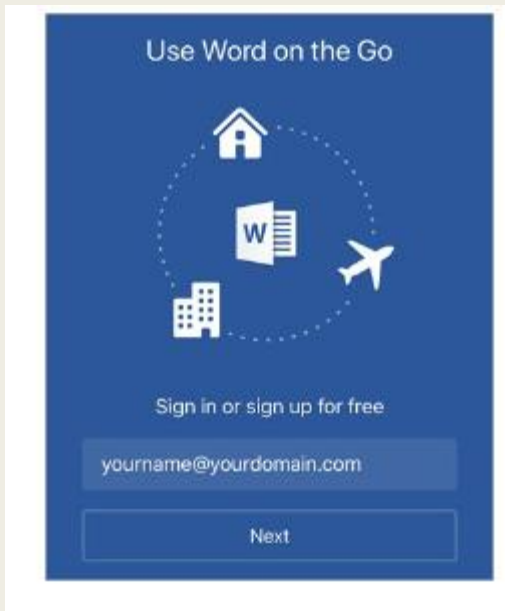 Use Word on the Go
W
Sign in or sign up for free
yourname@yourdomain.com
Next